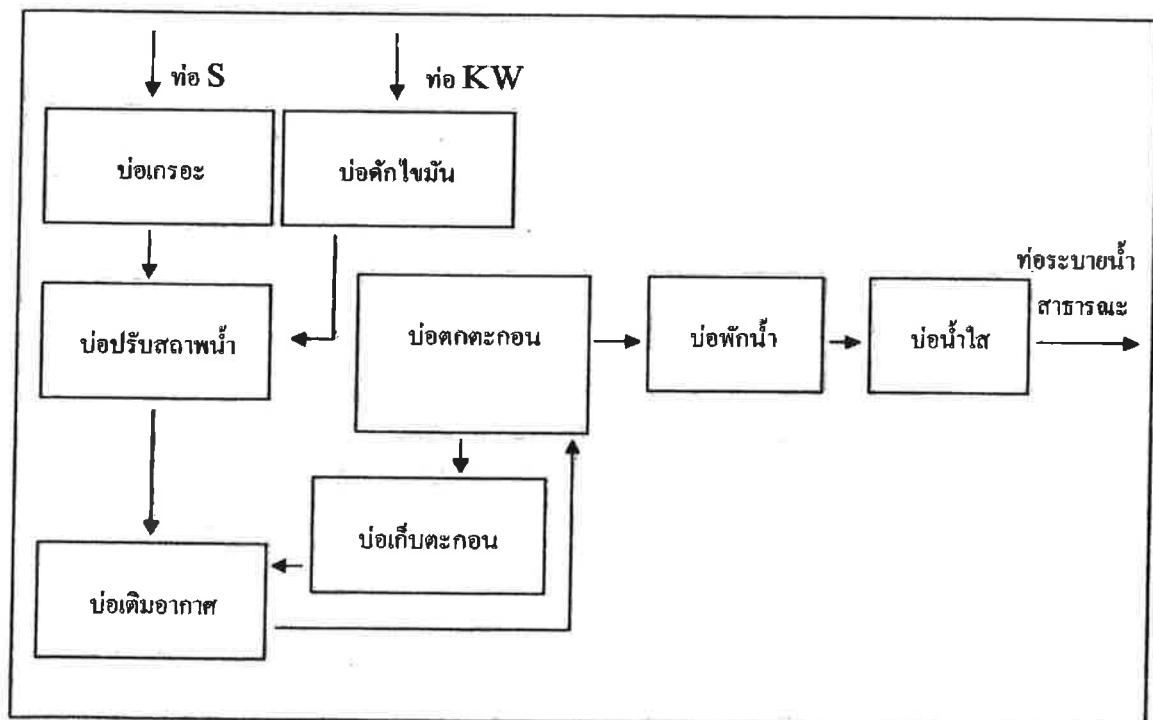 ท่อ S
ท่อ KW
บ่อเกรอะ
บ่อดักไขมัน
บ่อปรับสภาพน้ำ
บ่อตกตะกอน
บ่อพักน้ำ
บ่อน้ำใส
ท่อระบายน้ำ
สาธารณะ
บ่อเก็บตะกอน
บ่อเติมอากาศ